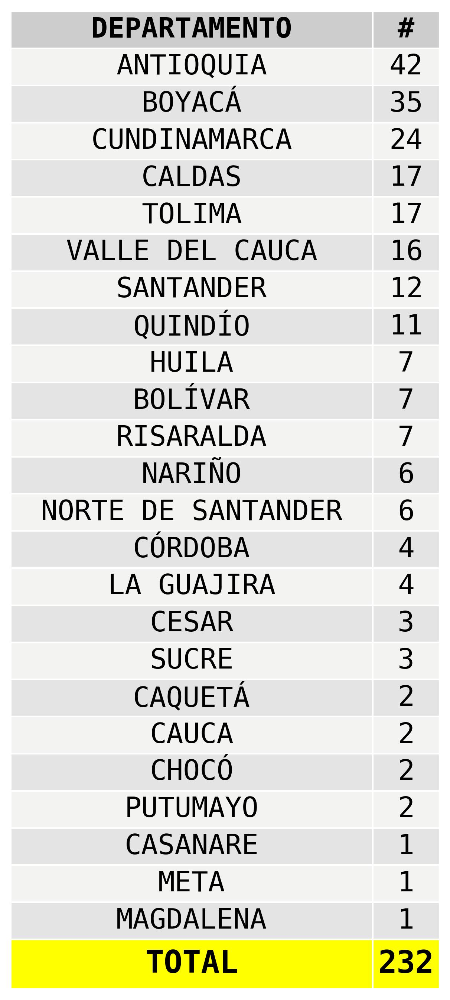 DEPARTAMENTO #
ANTIOQUIA 42
BOYACÁ 35
CUNDINAMARCA 24
CALDAS 17
TOLIMA 17
VALLE DEL CAUCA 16
SANTANDER 12
QUINDÍO 11
HUILA 7
BOLÍVAR 7
RISARALDA 7
NARIÑO 6
NORTE DE SANTANDER 6
CÓRDOBA 4
LA GUAJIRA 4
CESAR 3
SUCRE 3
CAQUETÁ 2
CAUCA 2
CHOCÓ 2
PUTUMAYO 2
CASANARE 1
META 1
MAGDALENA 1
TOTAL 232